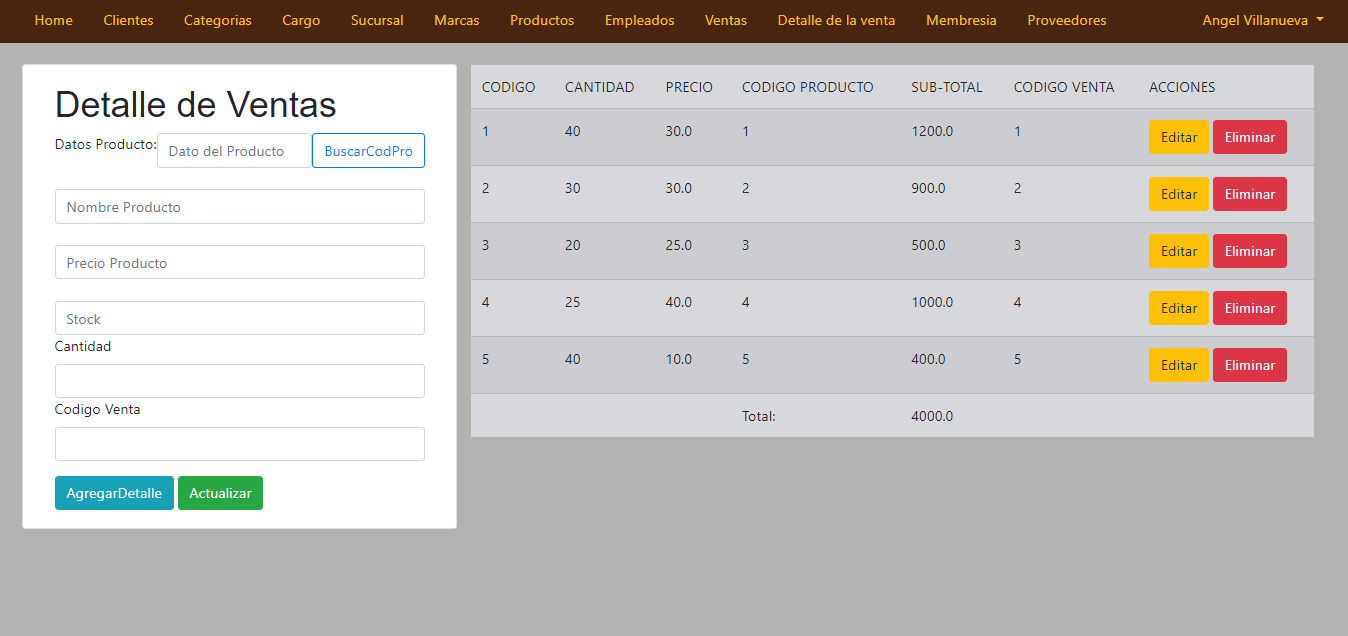 Home Clientes Categorias Cargo Sucursal Marcas Productos Empleados Ventas Detalle de la venta Membresia Proveedores Angel Villanueva
Detalle de Ventas
Datos Producto: Dato del Producto BuscarCodPro
Nombre Producto
Precio Producto
Stock
Cantidad
Codigo Venta
AgregarDetalle Actualizar
CODIGO CANTIDAD PRECIO CODIGO PRODUCTO SUB-TOTAL CODIGO VENTA ACCIONES
1 40 30.0 1 1200.0 1 Editar Eliminar
2 30 30.0 2 900.0 2 Editar Eliminar
3 20 25.0 3 500.0 3 Editar Eliminar
4 25 40.0 4 1000.0 4 Editar Eliminar
5 40 10.0 5 400.0 5 Editar Eliminar
Total: 4000.0